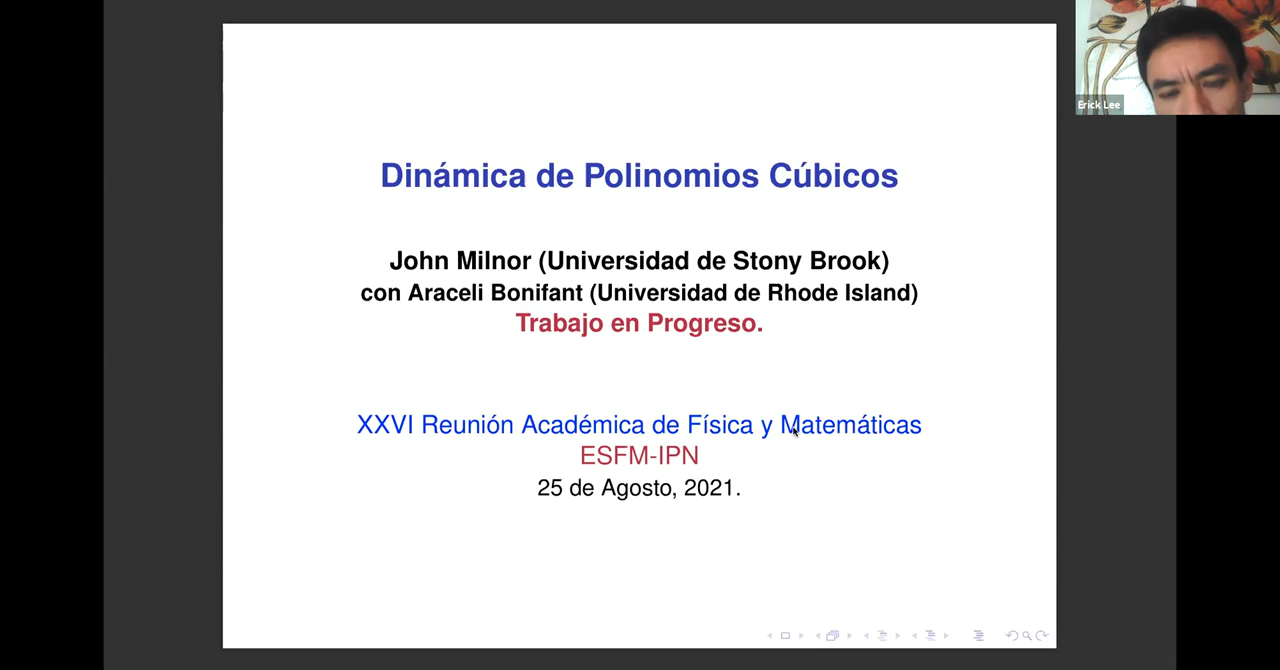 Dinámica de Polinomios Cúbicos
John Milnor (Universidad de Stony Brook)
con Araceli Bonifant (Universidad de Rhode Island)
Trabajo en Progreso.
XXVI Reunión Académica de Física y Matemáticas
ESFM-IPN
25 de Agosto, 2021.
Erick Lee